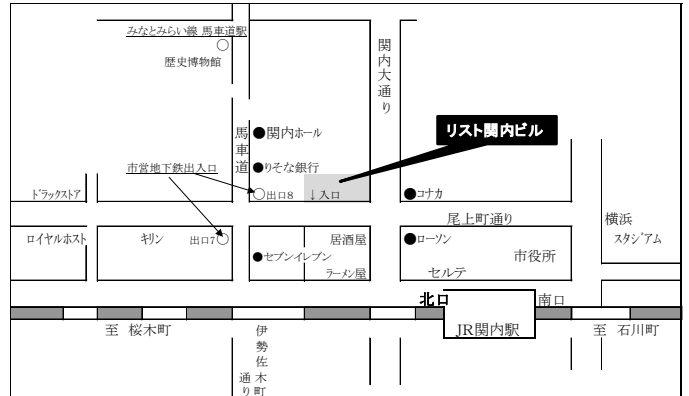 みなとみらい線 馬車道駅
歴史博物館
関内大通り
馬車道
●関内ホール
リスト関内ビル
市営地下鉄出入口
●りそな銀行
ドラックストア
○出口8 ↓入口
●コナカ
尾上町通り
横浜
スタジアム
ロイヤルホスト
キリン
出口7○
居酒屋
●ローソン
●セブンイレブン
市役所
ラーメン屋
セルテ
北口
南口
至 桜木町
伊勢佐木町通り
JR関内駅
至 石川町